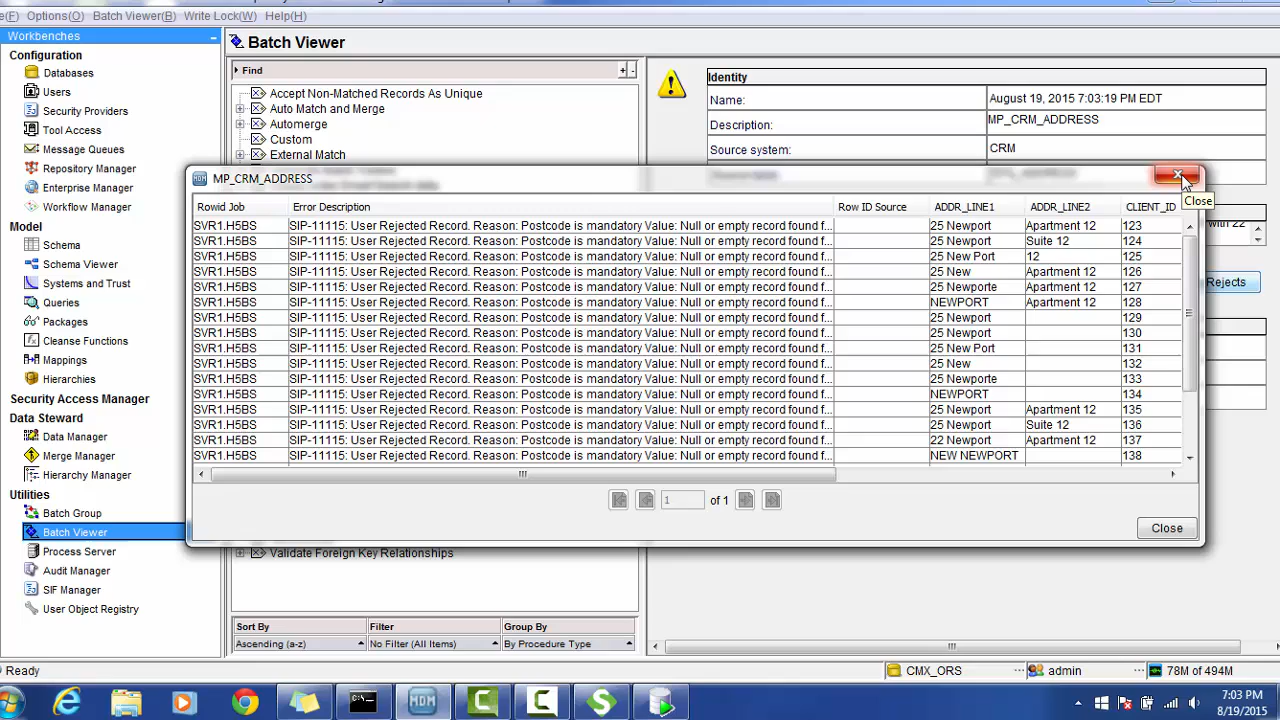 e(F) Options(O) Batch Viewer(B) Write Lock(W) Help(H)
Workbenches
Configuration
Databases
Users
Security Providers
Tool Access
Message Queues
Repository Manager
Enterprise Manager
Workflow Manager
Model
Schema
Schema Viewer
Systems and Trust
Queries
Packages
Cleanse Functions
Mappings
Hierarchies
Security Access Manager
Data Steward
Data Manager
Merge Manager
Hierarchy Manager
Utilities
Batch Group
Batch Viewer
Process Server
Audit Manager
SIF Manager
User Object Registry
Batch Viewer
Find
+ -
Accept Non-Matched Records As Unique
Auto Match and Merge
Automerge
Custom
External Match
Validate Foreign Key Relationships
Sort By Filter Group By
Ascending (a-z) No Filter (All Items) By Procedure Type
Identity
Name: August 19, 2015 7:03:19 PM EDT
Description: MP_CRM_ADDRESS
Source system: CRM
with 22
Rejects
MDM MP_CRM_ADDRESS
Close
Rowid Job Error Description Row ID Source ADDR_LINE1 ADDR_LINE2 CLIENT_ID
SVR1.H5BS SIP-11115: User Rejected Record. Reason: Postcode is mandatory Value: Null or empty record found f... 25 Newport Apartment 12 123
SVR1.H5BS SIP-11115: User Rejected Record. Reason: Postcode is mandatory Value: Null or empty record found f... 25 Newport Suite 12 124
SVR1.H5BS SIP-11115: User Rejected Record. Reason: Postcode is mandatory Value: Null or empty record found f... 25 New Port 12 125
SVR1.H5BS SIP-11115: User Rejected Record. Reason: Postcode is mandatory Value: Null or empty record found f... 25 New Apartment 12 126
SVR1.H5BS SIP-11115: User Rejected Record. Reason: Postcode is mandatory Value: Null or empty record found f... 25 Newporte Apartment 12 127
SVR1.H5BS SIP-11115: User Rejected Record. Reason: Postcode is mandatory Value: Null or empty record found f... NEWPORT Apartment 12 128
SVR1.H5BS SIP-11115: User Rejected Record. Reason: Postcode is mandatory Value: Null or empty record found f... 25 Newport 129
SVR1.H5BS SIP-11115: User Rejected Record. Reason: Postcode is mandatory Value: Null or empty record found f... 25 Newport 130
SVR1.H5BS SIP-11115: User Rejected Record. Reason: Postcode is mandatory Value: Null or empty record found f... 25 New Port 131
SVR1.H5BS SIP-11115: User Rejected Record. Reason: Postcode is mandatory Value: Null or empty record found f... 25 New 132
SVR1.H5BS SIP-11115: User Rejected Record. Reason: Postcode is mandatory Value: Null or empty record found f... 25 Newporte 133
SVR1.H5BS SIP-11115: User Rejected Record. Reason: Postcode is mandatory Value: Null or empty record found f... NEWPORT 134
SVR1.H5BS SIP-11115: User Rejected Record. Reason: Postcode is mandatory Value: Null or empty record found f... 25 Newport Apartment 12 135
SVR1.H5BS SIP-11115: User Rejected Record. Reason: Postcode is mandatory Value: Null or empty record found f... 25 Newport Suite 12 136
SVR1.H5BS SIP-11115: User Rejected Record. Reason: Postcode is mandatory Value: Null or empty record found f... 22 Newport Apartment 12 137
SVR1.H5BS SIP-11115: User Rejected Record. Reason: Postcode is mandatory Value: Null or empty record found f... NEW NEWPORT 138
1 of 1
Close
Ready CMX_ORS admin 78M of 494M
MDM
7:03 PM
8/19/2015